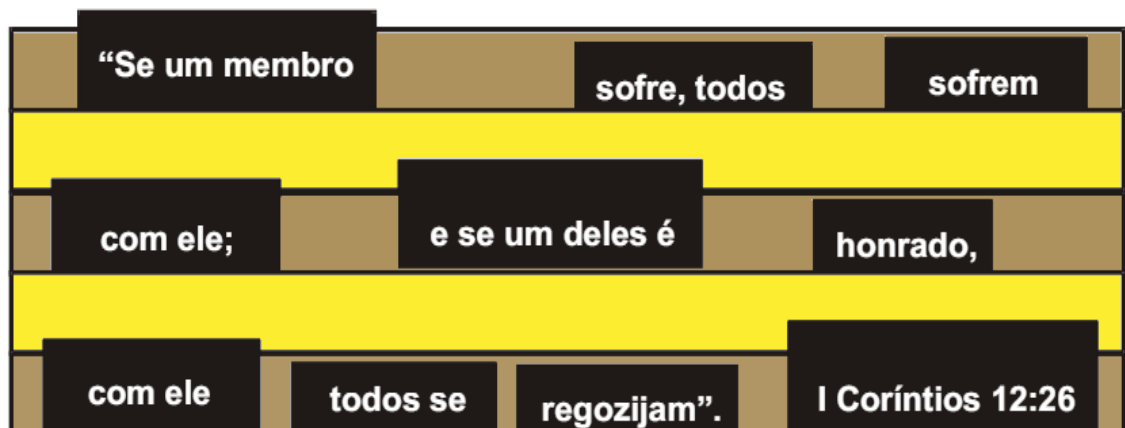 “Se um membro sofre, todos sofrem
com ele; e se um deles é honrado,
com ele todos se regozijam”. I Coríntios 12:26